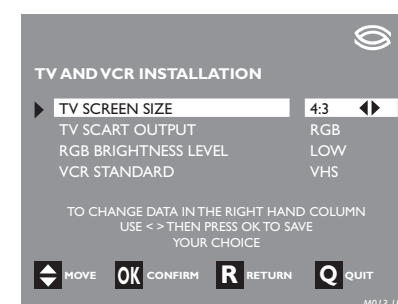 TV AND VCR INSTALLATION
TV SCREEN SIZE 4:3
TV SCART OUTPUT RGB
RGB BRIGHTNESS LEVEL LOW
VCR STANDARD VHS
TO CHANGE DATA IN THE RIGHT HAND COLUMN
USE < > THEN PRESS OK TO SAVE
YOUR CHOICE
MOVE OK CONFIRM R RETURN Q QUIT